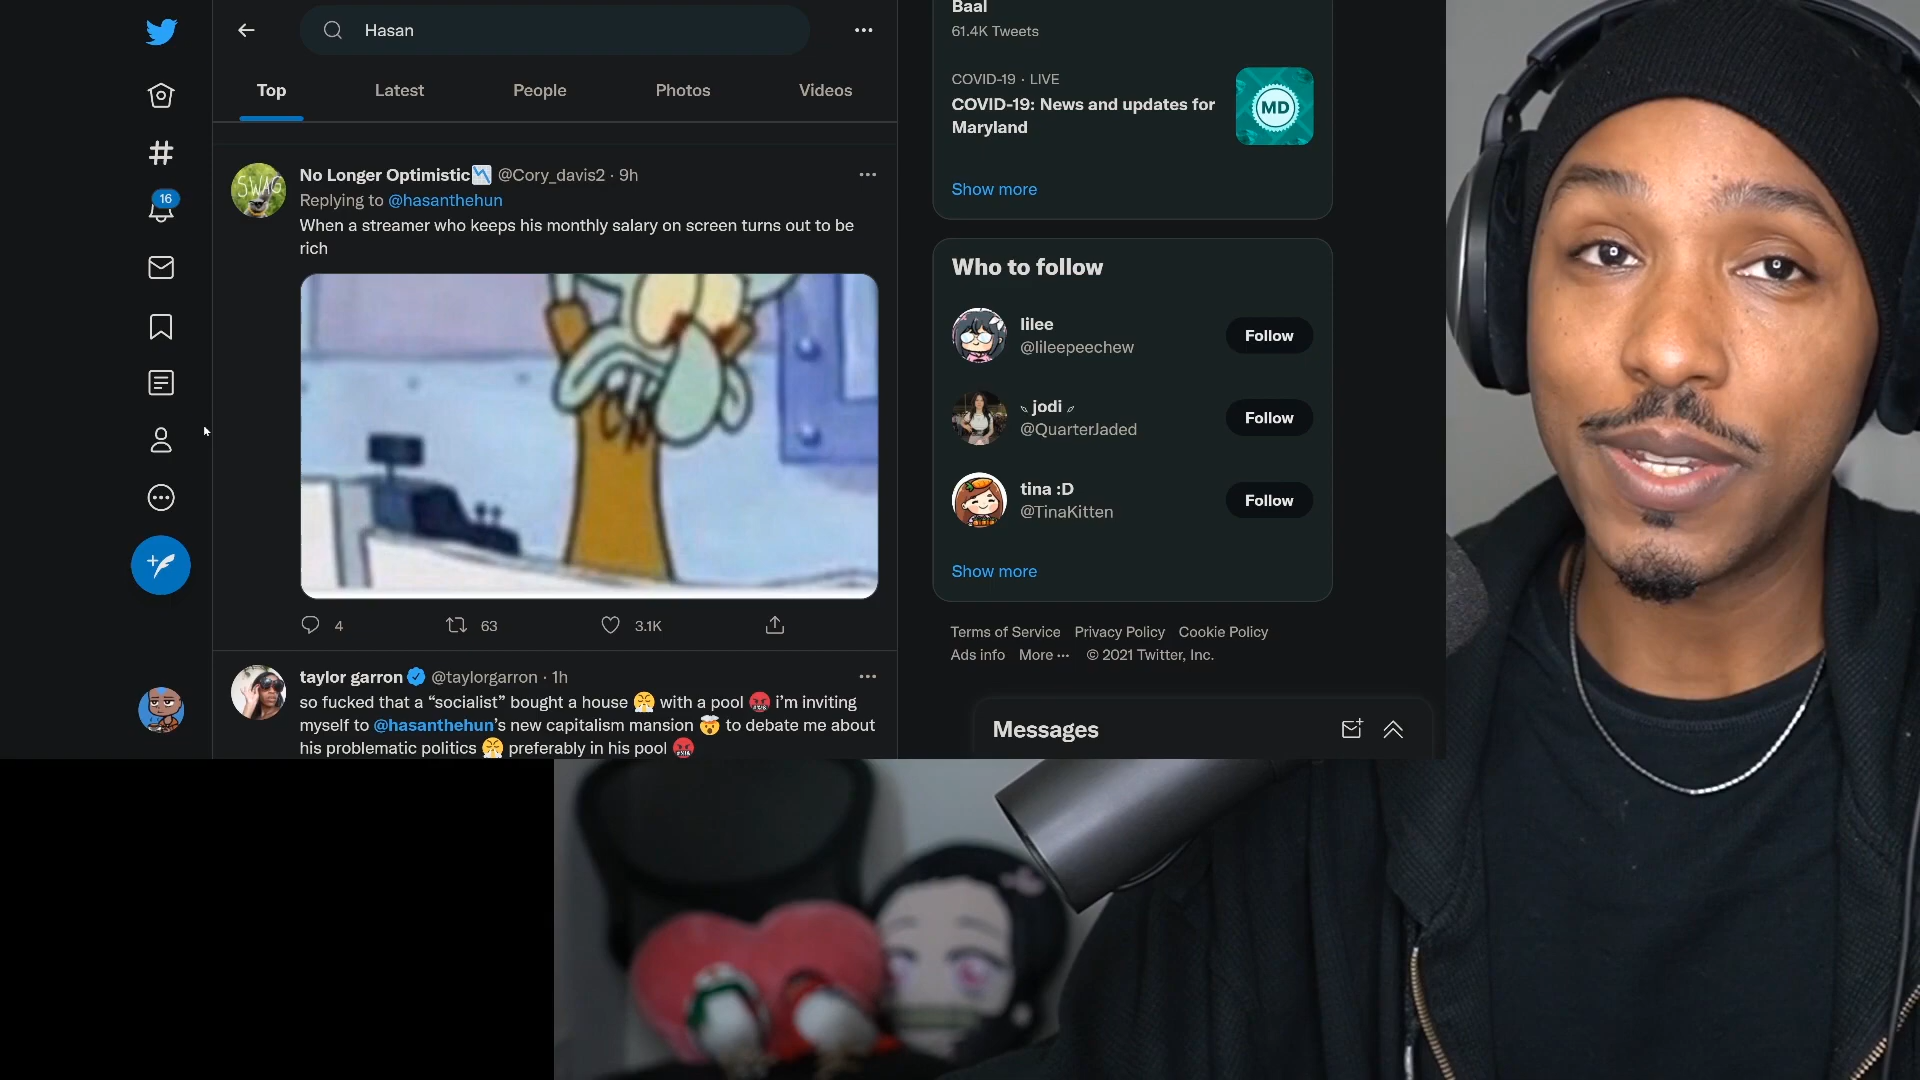 Hasan
Top
Latest
People
Photos
Videos
SWAG
No Longer Optimistic📉 @Cory_davis2 · 9h
Replying to @hasanthehun
When a streamer who keeps his monthly salary on screen turns out to be
rich
4
63
3.1K
taylor garron @taylorgarron · 1h
so fucked that a “socialist” bought a house 😤 with a pool 🤬 i’m inviting
myself to @hasanthehun’s new capitalism mansion 🤯 to debate me about
his problematic politics 😤 preferably in his pool 🤬
16
Baal
61.4K Tweets
COVID-19 · LIVE
COVID-19: News and updates for
Maryland
MD
Show more
Who to follow
lilee
@lileepeechew
Follow
jodi
@QuarterJaded
Follow
tina :D
@TinaKitten
Follow
Show more
Terms of Service Privacy Policy Cookie Policy
Ads info More ··· © 2021 Twitter, Inc.
Messages